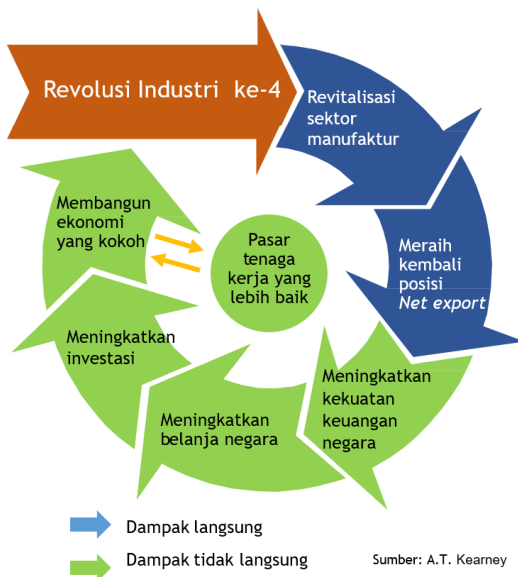 Revolusi Industri ke-4
Revitalisasi
sektor
manufaktur
Meraih
kembali
posisi
Net export
Meningkatkan
kekuatan
keuangan
negara
Meningkatkan
belanja negara
Meningkatkan
investasi
Membangun
ekonomi
yang kokoh
Pasar
tenaga
kerja yang
lebih baik
Dampak langsung
Dampak tidak langsung
Sumber: A.T. Kearney